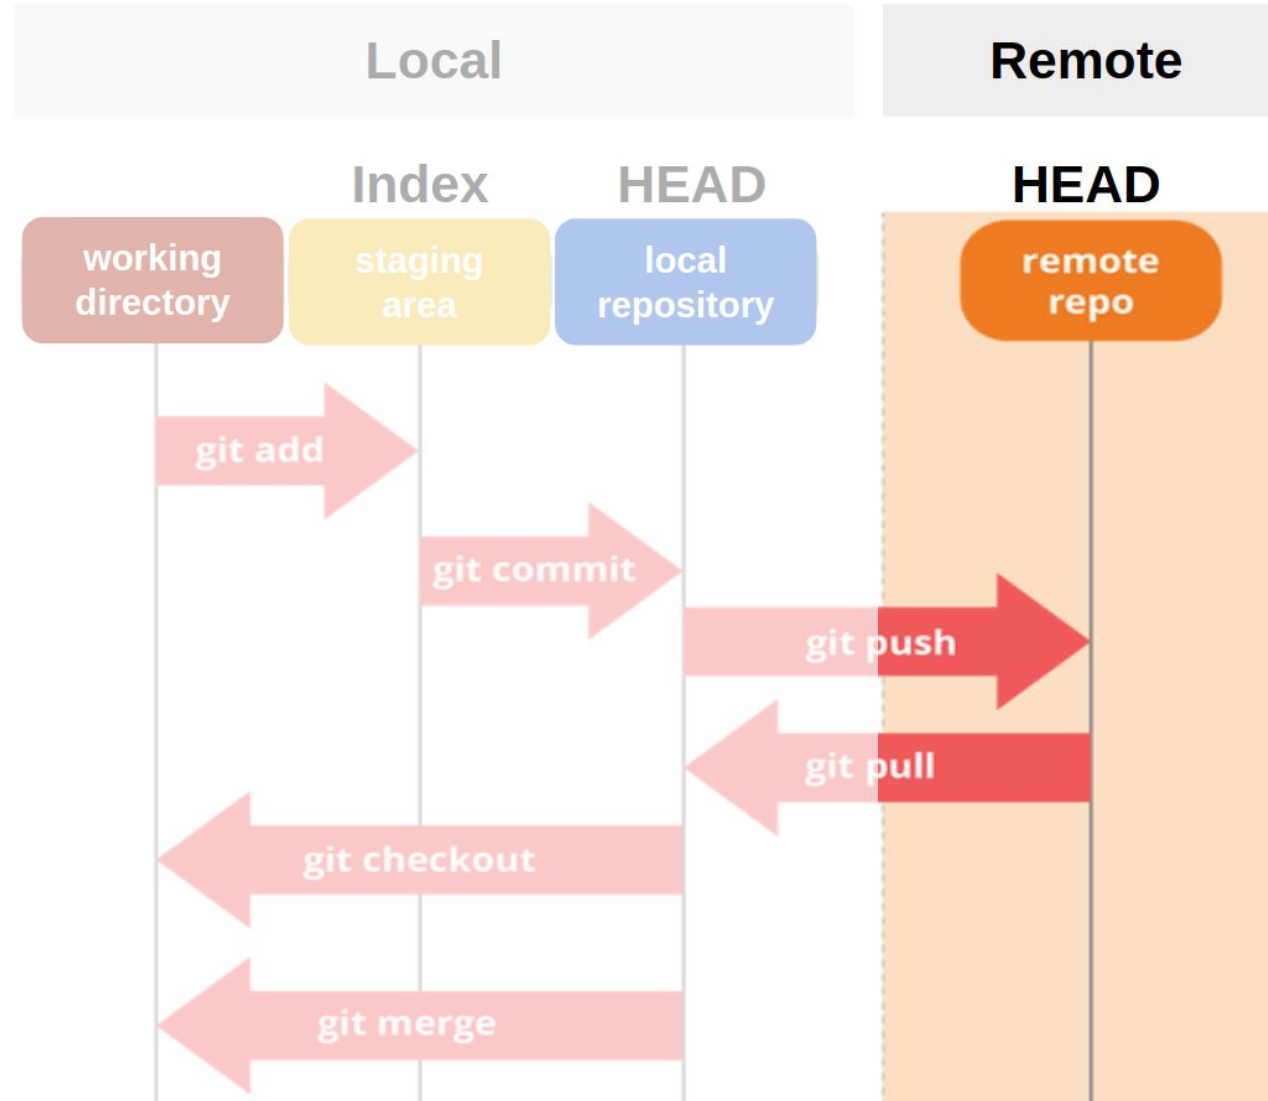 Local
Remote
Index
HEAD
HEAD
working
directory
staging
area
local
repository
remote
repo
git add
git commit
git push
git pull
git checkout
git merge